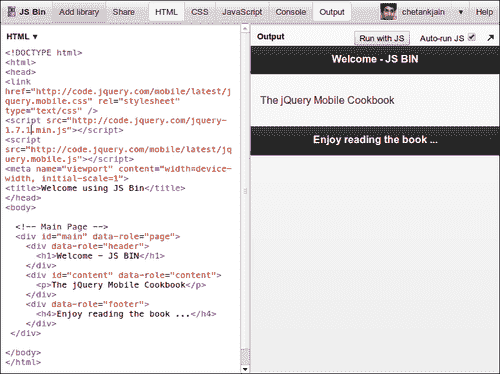 JS Bin Add library Share HTML CSS JavaScript Console Output chetankjain ▾ Help
HTML ▼
<!DOCTYPE html>
<html>
<head>
<link
href="http://code.jquery.com/mobile/latest/j
query.mobile.css" rel="stylesheet"
type="text/css" />
<script src="http://code.jquery.com/jquery-
1.7.1.min.js"></script>
<script
src="http://code.jquery.com/mobile/latest/jq
uery.mobile.js"></script>
<meta name="viewport" content="width=device-
width, initial-scale=1">
<title>Welcome using JS Bin</title>
</head>
<body>
<!-- Main Page -->
<div id="main" data-role="page">
<div data-role="header">
<h1>Welcome - JS BIN</h1>
</div>
<div id="content" data-role="content">
<p>The jQuery Mobile Cookbook</p>
</div>
<div data-role="footer">
<h4>Enjoy reading the book ...</h4>
</div>
</div>
</body>
</html>
Output Run with JS Auto-run JS
Welcome - JS BIN
The jQuery Mobile Cookbook
Enjoy reading the book ...